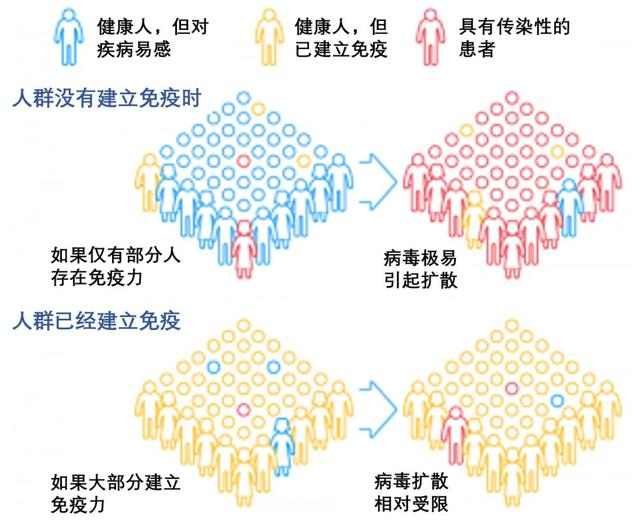 健康人，但对
疾病易感
健康人，但
已建立免疫
具有传染性的
患者
人群没有建立免疫时
如果仅有部分人
存在免疫力
病毒极易
引起扩散
人群已经建立免疫
如果大部分建立
免疫力
病毒扩散
相对受限